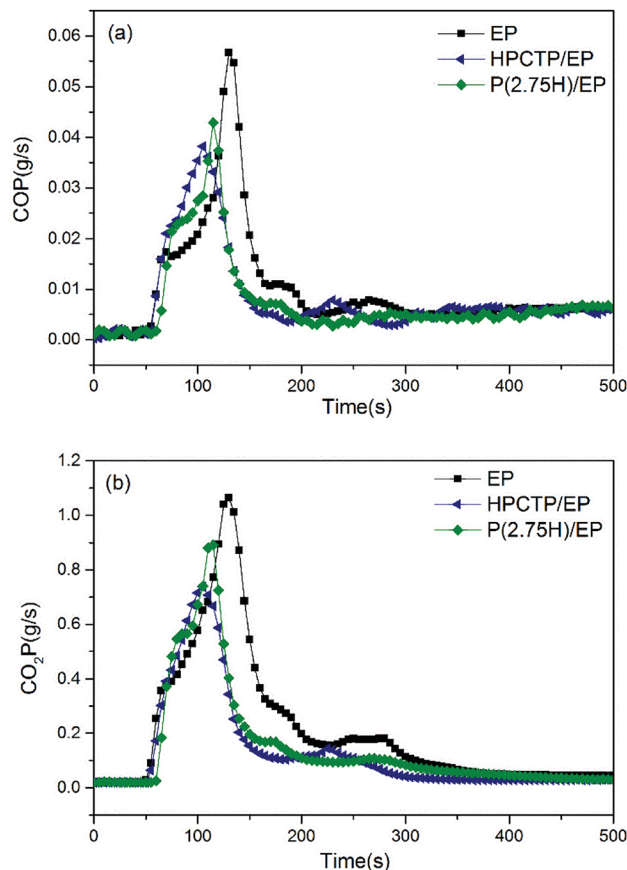 (a)
EP
HPCTP/EP
P(2.75H)/EP
COP(g/s)
0.06
0.05
0.04
0.03
0.02
0.01
0.00
0 100 200 300 400 500
Time(s)
(b)
EP
HPCTP/EP
P(2.75H)/EP
CO₂P(g/s)
1.2
1.0
0.8
0.6
0.4
0.2
0.0
0 100 200 300 400 500
Time(s)